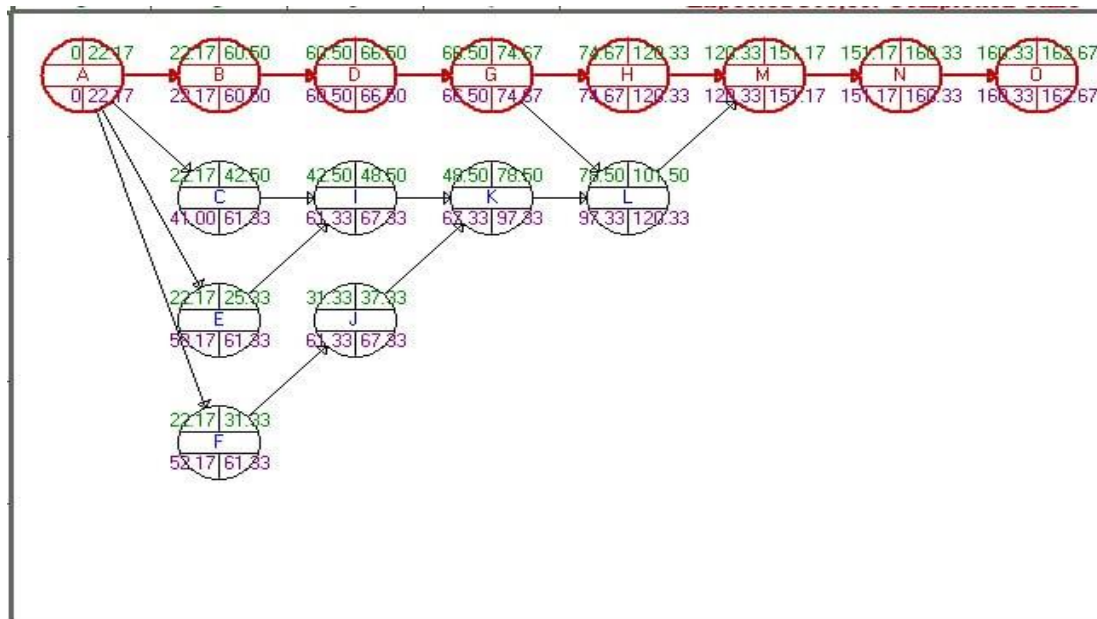 0 22.17 22.17 60.50 60.50 66.50 66.50 74.67 74.67 120.33 120.33 151.17 151.17 160.33 160.33 162.67
A B D G H M N O
0 22.17 22.17 60.50 60.50 66.50 66.50 74.67 74.67 120.33 120.33 151.17 151.17 160.33 160.33 162.67
22.17 42.50 42.50 48.50 48.50 78.50 78.50 101.50
C I K L
41.00 61.33 61.33 67.33 67.33 97.33 97.33 120.33
22.17 25.33 31.33 37.33
E J
58.17 61.33 61.33 67.33
22.17 31.33
F
52.17 61.33